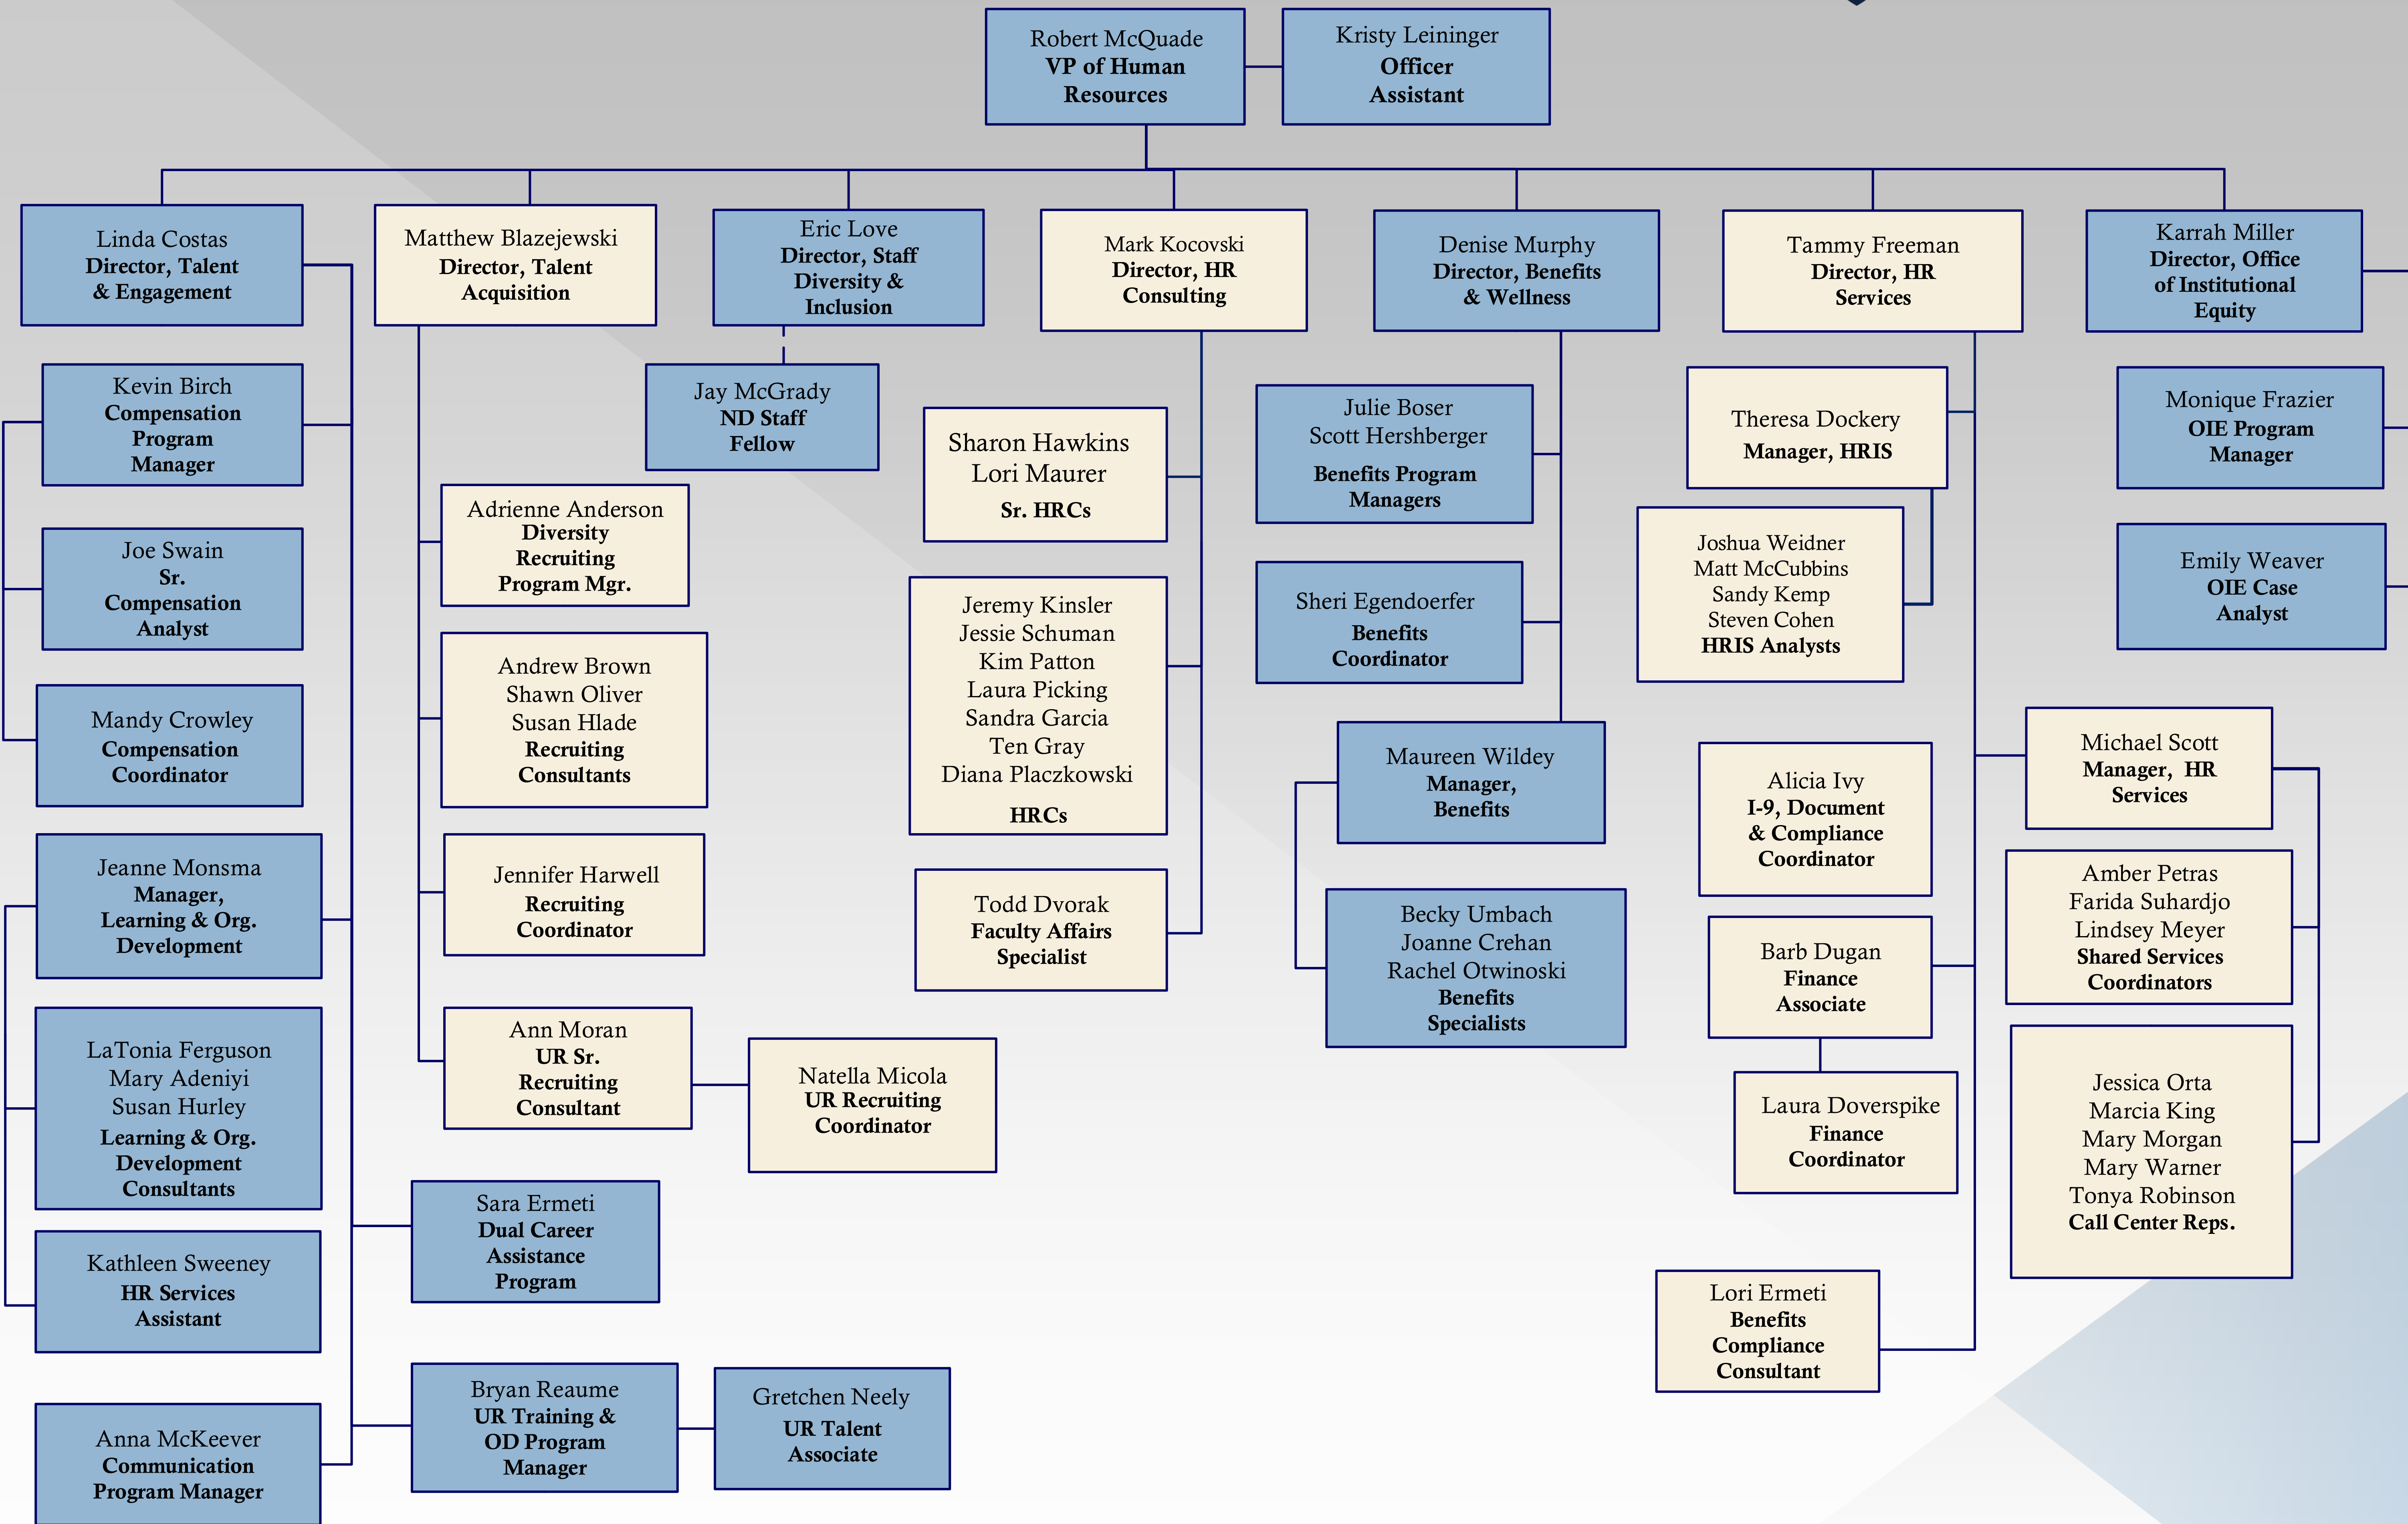 Robert McQuade
VP of Human
Resources
Kristy Leininger
Officer
Assistant
Linda Costas
Director, Talent
& Engagement
Matthew Blazejewski
Director, Talent
Acquisition
Eric Love
Director, Staff
Diversity &
Inclusion
Mark Kocovski
Director, HR
Consulting
Denise Murphy
Director, Benefits
& Wellness
Tammy Freeman
Director, HR
Services
Karrah Miller
Director, Office
of Institutional
Equity
Kevin Birch
Compensation
Program
Manager
Joe Swain
Sr.
Compensation
Analyst
Mandy Crowley
Compensation
Coordinator
Jeanne Monsma
Manager,
Learning & Org.
Development
LaTonia Ferguson
Mary Adeniyi
Susan Hurley
Learning & Org.
Development
Consultants
Kathleen Sweeney
HR Services
Assistant
Anna McKeever
Communication
Program Manager
Adrienne Anderson
Diversity
Recruiting
Program Mgr.
Andrew Brown
Shawn Oliver
Susan Hlade
Recruiting
Consultants
Jennifer Harwell
Recruiting
Coordinator
Ann Moran
UR Sr.
Recruiting
Consultant
Natella Micola
UR Recruiting
Coordinator
Sara Ermeti
Dual Career
Assistance
Program
Bryan Reaume
UR Training &
OD Program
Manager
Gretchen Neely
UR Talent
Associate
Jay McGrady
ND Staff
Fellow
Sharon Hawkins
Lori Maurer
Sr. HRCs
Jeremy Kinsler
Jessie Schuman
Kim Patton
Laura Picking
Sandra Garcia
Ten Gray
Diana Placzkowski
HRCs
Todd Dvorak
Faculty Affairs
Specialist
Julie Boser
Scott Hershberger
Benefits Program
Managers
Sheri Egendoerfer
Benefits
Coordinator
Maureen Wildey
Manager,
Benefits
Becky Umbach
Joanne Crehan
Rachel Otwinoski
Benefits
Specialists
Theresa Dockery
Manager, HRIS
Joshua Weidner
Matt McCubbins
Sandy Kemp
Steven Cohen
HRIS Analysts
Alicia Ivy
I-9, Document
& Compliance
Coordinator
Barb Dugan
Finance
Associate
Laura Doverspike
Finance
Coordinator
Lori Ermeti
Benefits
Compliance
Consultant
Michael Scott
Manager, HR
Services
Amber Petras
Farida Suhardjo
Lindsey Meyer
Shared Services
Coordinators
Jessica Orta
Marcia King
Mary Morgan
Mary Warner
Tonya Robinson
Call Center Reps.
Monique Frazier
OIE Program
Manager
Emily Weaver
OIE Case
Analyst